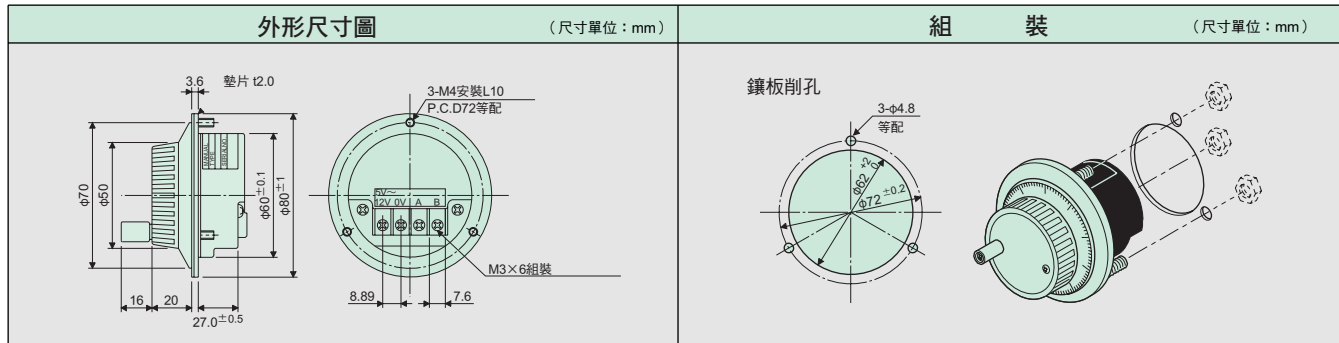 外形尺寸圖
（尺寸單位：mm）
組 裝
（尺寸單位：mm）
3.6 墊片 t2.0
MANUAL
TYPE
SERIALNO
φ70
φ50
φ60±0.1
φ80±1
16
20
27.0±0.5
3-M4安裝L10
P.C.D72等配
5V～
12V 0V A B
M3×6組裝
8.89
7.6
鑲板削孔
3-φ4.8
等配
φ62 +2 0
φ72±0.2